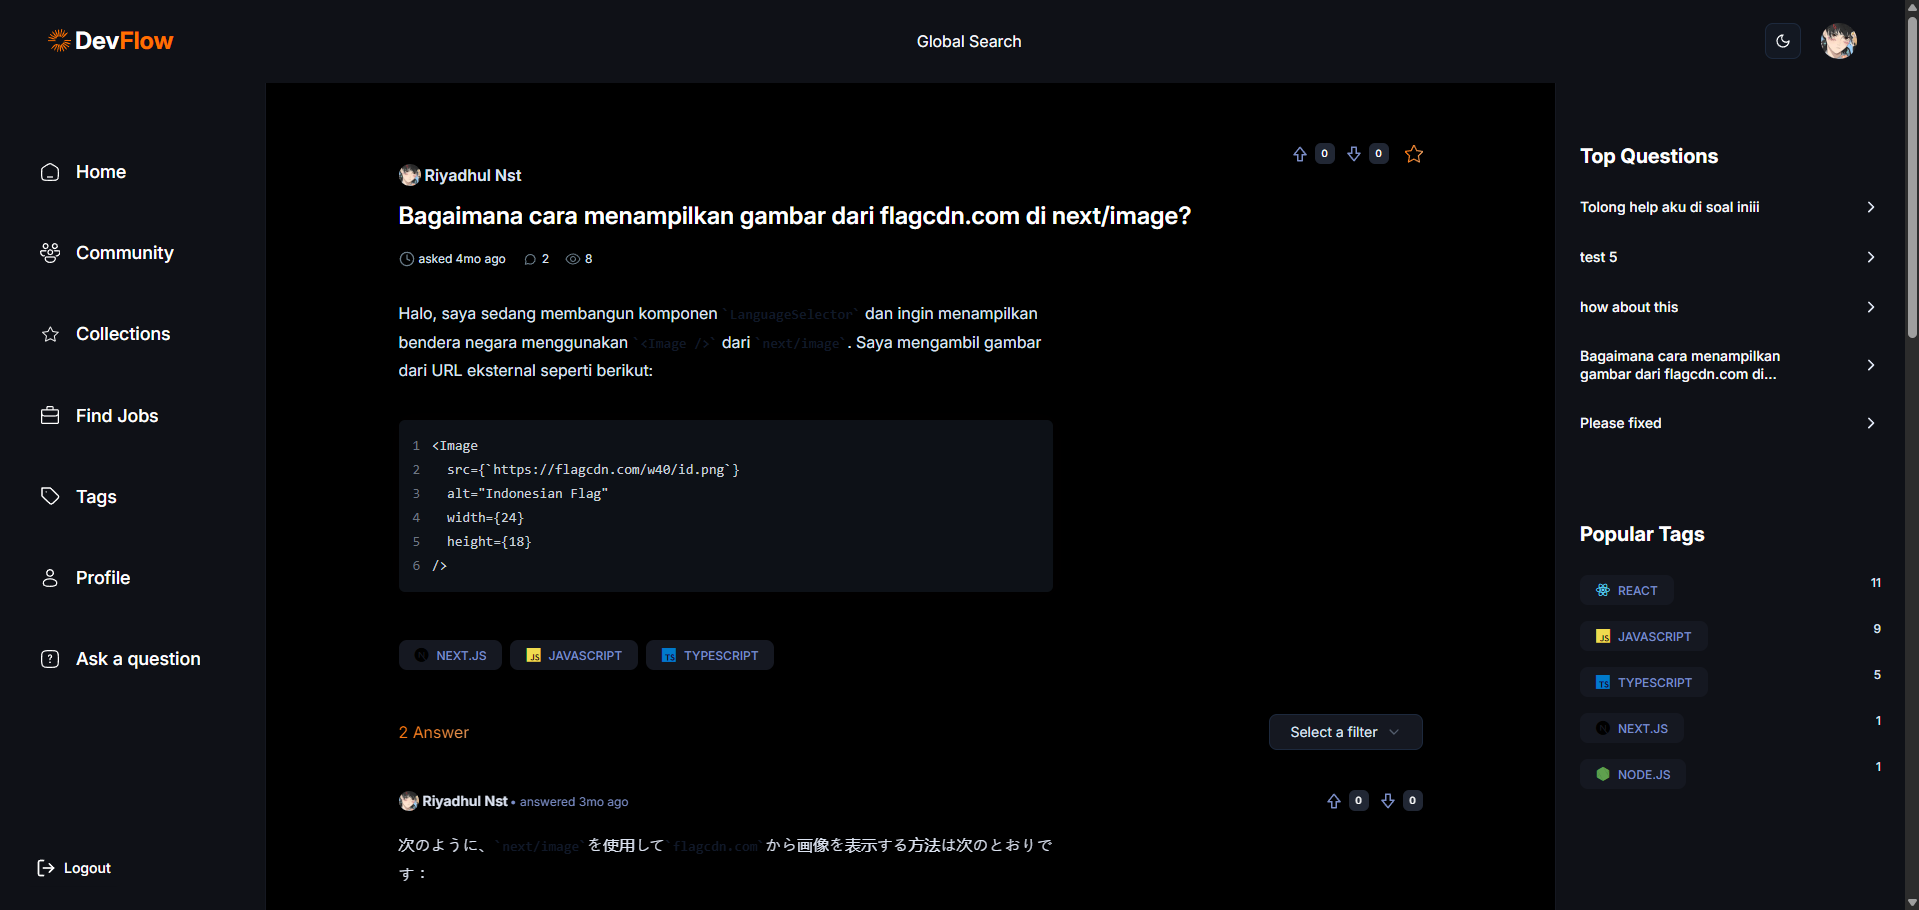 DevFlow
Global Search
Home
Community
Collections
Find Jobs
Tags
Profile
Ask a question
Logout
0
0
Riyadhul Nst
Bagaimana cara menampilkan gambar dari flagcdn.com di next/image?
asked 4mo ago 2 8
Halo, saya sedang membangun komponen `LanguageSelector` dan ingin menampilkan
bendera negara menggunakan `<Image />` dari `next/image`. Saya mengambil gambar
dari URL eksternal seperti berikut:
1 <Image
2 src={`https://flagcdn.com/w40/id.png`}
3 alt="Indonesian Flag"
4 width={24}
5 height={18}
6 />
NEXT.JS JS JAVASCRIPT TS TYPESCRIPT
2 Answer
Select a filter
Riyadhul Nst • answered 3mo ago
0 0
次のように、`next/image`を使用して`flagcdn.com`から画像を表示する方法は次のとおりで
す：
Top Questions
Tolong help aku di soal iniii
test 5
how about this
Bagaimana cara menampilkan
gambar dari flagcdn.com di...
Please fixed
Popular Tags
REACT 11
JS JAVASCRIPT 9
TS TYPESCRIPT 5
NEXT.JS 1
NODE.JS 1